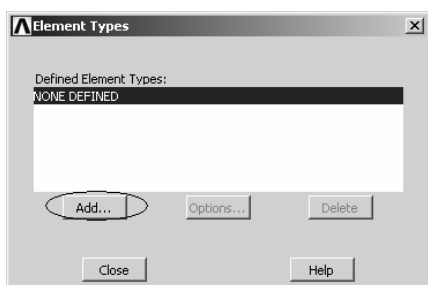 Element Types
Defined Element Types:
NONE DEFINED
Add... Options... Delete
Close Help